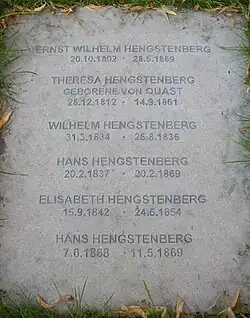 ERNST WILHELM HENGSTENBERG
20.10.1802 · 28.5.1869
THERESA HENGSTENBERG
GEBORENE VON QUAST
28.12.1812 · 14.9.1861
WILHELM HENGSTENBERG
31.3.1834 · 25.8.1835
HANS HENGSTENBERG
20.2.1837 · 20.2.1869
ELISABETH HENGSTENBERG
15.9.1842 · 24.5.1854
HANS HENGSTENBERG
7.6.1868 · 11.5.1869